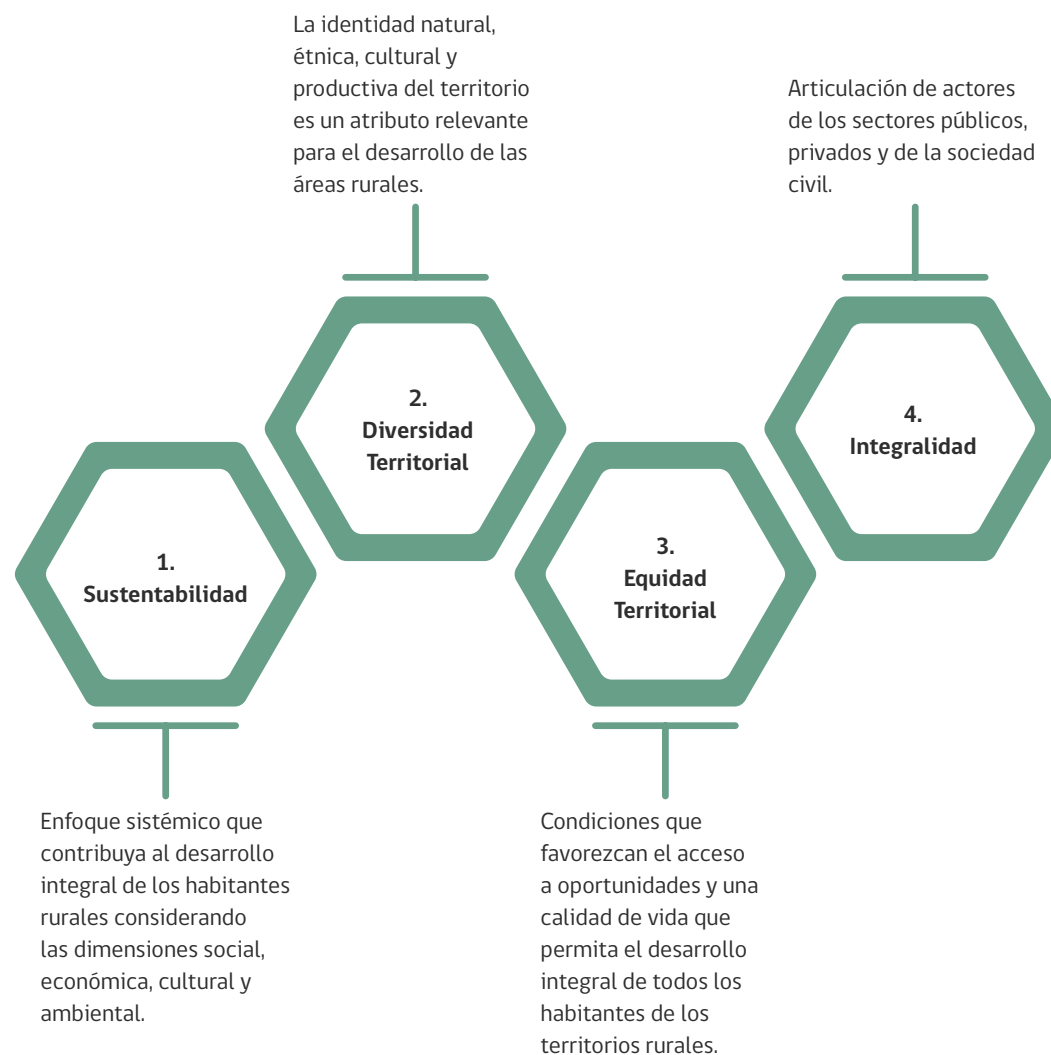 La identidad natural,
étnica, cultural y
productiva del territorio
es un atributo relevante
para el desarrollo de las
áreas rurales.
Articulación de actores
de los sectores públicos,
privados y de la sociedad
civil.
2.
Diversidad
Territorial
4.
Integralidad
1.
Sustentabilidad
3.
Equidad
Territorial
Enfoque sistémico que
contribuya al desarrollo
integral de los habitantes
rurales considerando
las dimensiones social,
económica, cultural y
ambiental.
Condiciones que
favorezcan el acceso
a oportunidades y una
calidad de vida que
permita el desarrollo
integral de todos los
habitantes de los
territorios rurales.